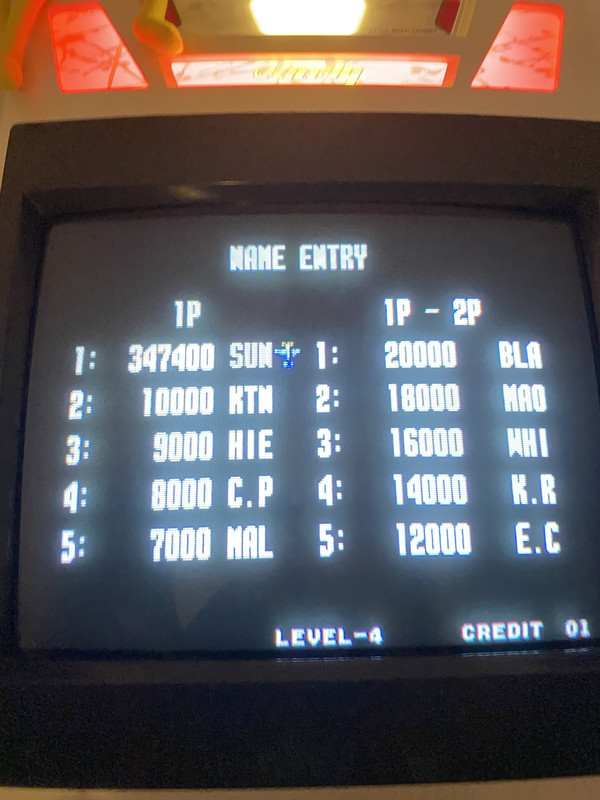 NAME ENTRY
1P 1P - 2P
1: 347400 SUN 1: 20000 BLA
2: 10000 KTN 2: 18000 MAO
3: 9000 HIE 3: 16000 WHI
4: 8000 C.P 4: 14000 K.R
5: 7000 MAL 5: 12000 E.C
LEVEL-4 CREDIT 01